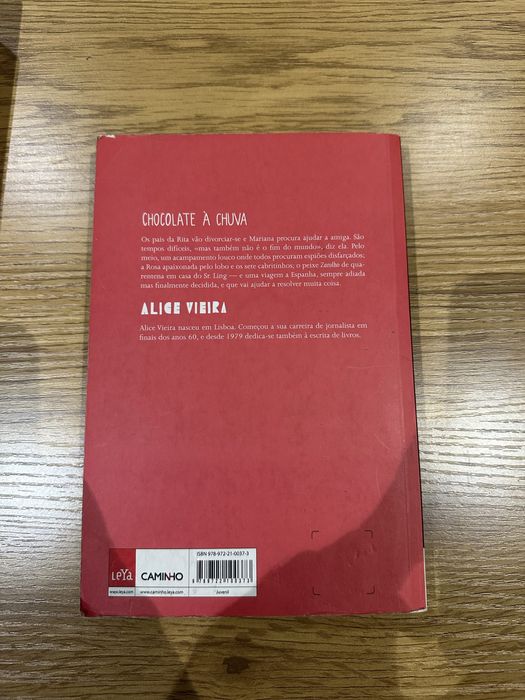 CHOCOLATE À CHUVA
Os pais da Rita vão divorciar-se e Mariana procura ajudar a amiga. São
tempos difíceis, «mas também não é o fim do mundo», diz ela. Pelo
meio, um acampamento louco onde todos procuram espiões disfarçados;
a Rosa apaixonada pelo lobo e os sete cabritinhos; o peixe Zarolho de qua-
rentena em casa do Sr. Ling — e uma viagem a Espanha, sempre adiada
mas finalmente decidida, e que vai ajudar a resolver muita coisa.
ALICE VIEIRA
Alice Vieira nasceu em Lisboa. Começou a sua carreira de jornalista em
finais dos anos 60, e desde 1979 dedica-se também à escrita de livros.
ISBN 978-972-21-0037-3
LEYA
CAMINHO
9 789722 100373
www.leya.com
www.caminho.leya.com
Juvenil